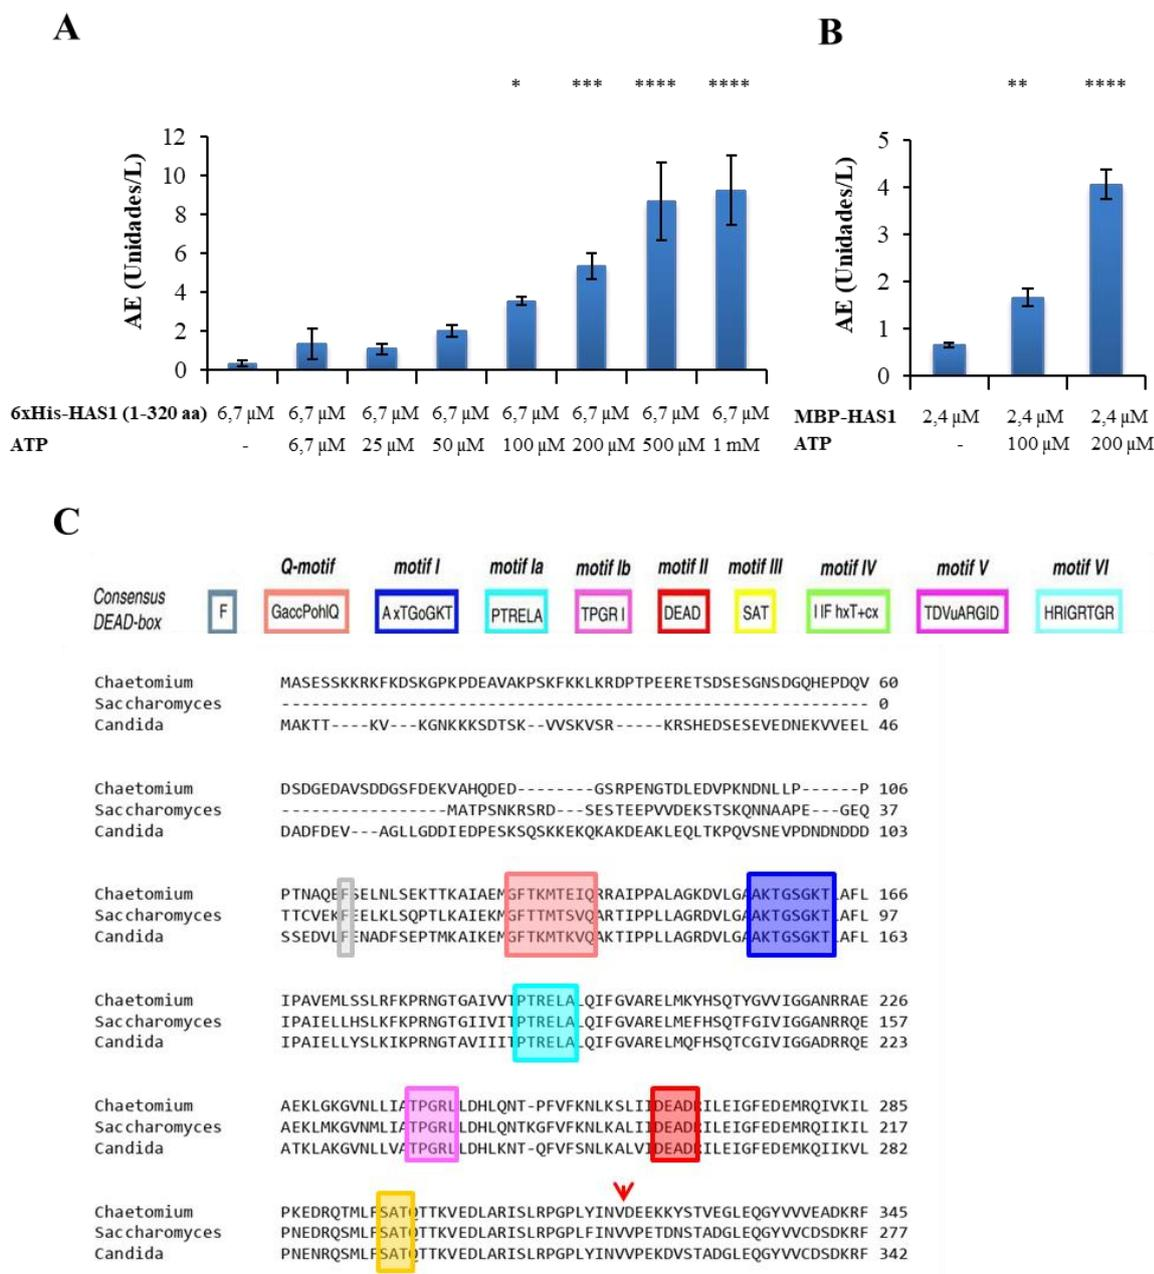 A
B
* *** **** ****
** ****
AE (Unidades/L)
12
10
8
6
4
2
0
AE (Unidades/L)
5
4
3
2
1
0
6xHis-HAS1 (1-320 aa) 6,7 µM 6,7 µM 6,7 µM 6,7 µM 6,7 µM 6,7 µM 6,7 µM 6,7 µM
ATP - 6,7 µM 25 µM 50 µM 100 µM 200 µM 500 µM 1 mM
MBP-HAS1 2,4 µM 2,4 µM 2,4 µM
ATP - 100 µM 200 µM
C
Q-motif motif I motif Ia motif Ib motif II motif III motif IV motif V motif VI
Consensus
DEAD-box
F GaccPohlQ AxTGoGKT PTRELA TPGR I DEAD SAT I IF hxT+cx TDVuARGID HRIGRTGR
Chaetomium MASESSKKRKFKDSKGPKPDEAVAKPSKFKKLKRDPTPEERETSDSESGNSDGQHEPDQV 60
Saccharomyces ------------------------------------------------------------ 0
Candida MAKTT----KV---KGNKKKSDTSK--VVSKVSR-----KRSHEDSESEVEDNEKVVEEL 46
Chaetomium DSDGEDAVSDDGSFDEKVAHQDED--------GSRPENGTDLEDVPKNDNLLP------P 106
Saccharomyces -----------------MATPSNKRSRD---SESTEEPVVDEKSTSKQNNAAPE---GEQ 37
Candida DADFDEV---AGLLGDDIEDPESKSQSKKEKQKAKDEAKLEQLTKPQVSNEVPDNDNDDD 103
Chaetomium PTNAQEFSELNLSEKTTKAIAEMGFTKMTEIQRRAIPPALAGKDVLGAAKTGSGKTLAFL 166
Saccharomyces TTCVEKFEELKLSQPTLKAIEKMGFTTMTSVQARTIPPLLAGRDVLGAAKTGSGKTLAFL 97
Candida SSEDVLFENADFSEPTMKAIKEMGFTKMTKVQAKTIPPLLAGRDVLGAAKTGSGKTLAFL 163
Chaetomium IPAVEMLSSLRFKPRNGTGAIVVTPTRELALQIFGVARELMKYHSQTYGVVIGGANRRAE 226
Saccharomyces IPAIELLHSLKFKPRNGTGIIVITPTRELALQIFGVARELMEFHSQTFGIVIGGANRRQE 157
Candida IPAIELLYSLKIKPRNGTAVIIITPTRELALQIFGVARELMQFHSQTCGIVIGGADRRQE 223
Chaetomium AEKLGKGVNLLIATPGRLLDHLQNT-PFVFKNLKSLIIDEADRILEIGFEDEMRQIVKIL 285
Saccharomyces AEKLMKGVNMLIATPGRLLDHLQNTKGFVFKNLKALIIDEADRILEIGFEDEMRQIIKIL 217
Candida ATKLAKGVNLLVATPGRLLDHLKNT-QFVFSNLKALVIDEADRILEIGFEDEMKQIIKVL 282
Chaetomium PKEDRQTMLFSATQTTKVEDLARISLRPGPLYINVDEEKKYSTVEGLEQGYVVVEADKRF 345
Saccharomyces PNEDRQSMLFSATQTTKVEDLARISLRPGPLFINVVPETDNSTADGLEQGYVVCDSDKRF 277
Candida PNENRQSMLFSATQTTKVEDLARISLRPGPLYINVVPEKDVSTADGLEQGYVVCDSDKRF 342